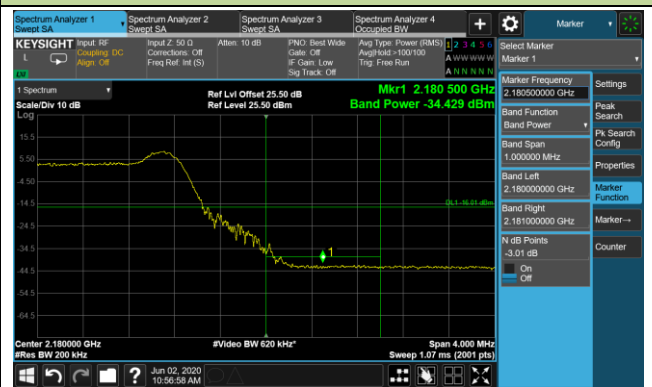 Spectrum Analyzer 1
Swept SA
Spectrum Analyzer 2
Swept SA
Spectrum Analyzer 3
Swept SA
Spectrum Analyzer 4
Occupied BW
Marker
KEYSIGHT
L
Input: RF
Coupling: DC
Align: Off
Input Z: 50 Ω
Corrections: Off
Freq Ref: Int (S)
Atten: 10 dB
PNO: Best Wide
Gate: Off
IF Gain: Low
Sig Track: Off
Avg Type: Power (RMS)
Avg|Hold:>100/100
Trig: Free Run
1 2 3 4 5 6
A W W W W W
A N N N N N
LXI
Select Marker
Marker 1
1 Spectrum
Scale/Div 10 dB
Log
Ref Lvl Offset 25.50 dB
Ref Level 25.50 dBm
Mkr1 2.180 500 GHz
Band Power -34.429 dBm
15.5
5.50
-4.50
-14.5
-24.5
-34.5
-44.5
-54.5
-64.5
DL1 -16.01 dBm
1
Center 2.180000 GHz
#Res BW 200 kHz
#Video BW 620 kHz*
Span 4.000 MHz
Sweep 1.07 ms (2001 pts)
Marker Frequency
2.180500000 GHz
Band Function
Band Power
Band Span
1.000000 MHz
Band Left
2.180000000 GHz
Band Right
2.181000000 GHz
N dB Points
-3.01 dB
On
Off
Settings
Peak
Search
Pk Search
Config
Properties
Marker
Function
Marker→
Counter
?
Jun 02, 2020
10:56:58 AM